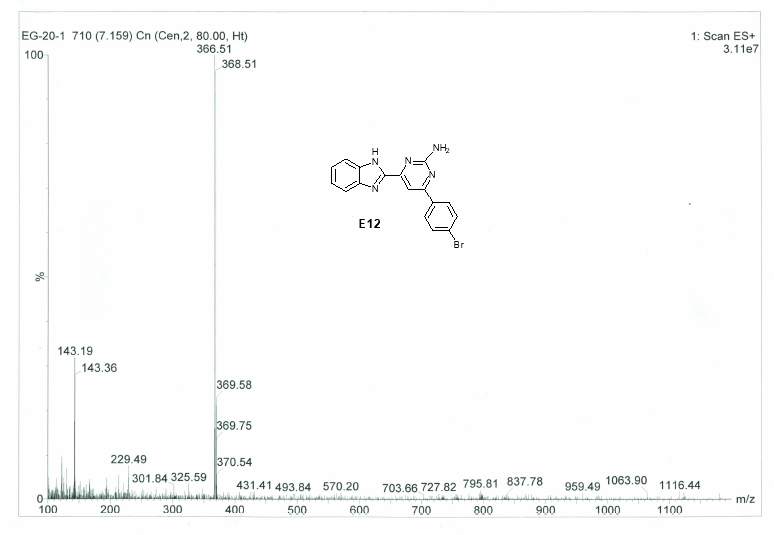 EG-20-1 710 (7.159) Cn (Cen,2, 80.00, Ht)
1: Scan ES+
3.11e7
366.51
100
368.51
H
N
N
N
NH₂
N
E12
Br
%
143.19
143.36
369.58
369.75
370.54
229.49
301.84
325.59
431.41
493.84
570.20
703.66
727.82
795.81
837.78
959.49
1063.90
1116.44
0
m/z
100
200
300
400
500
600
700
800
900
1000
1100